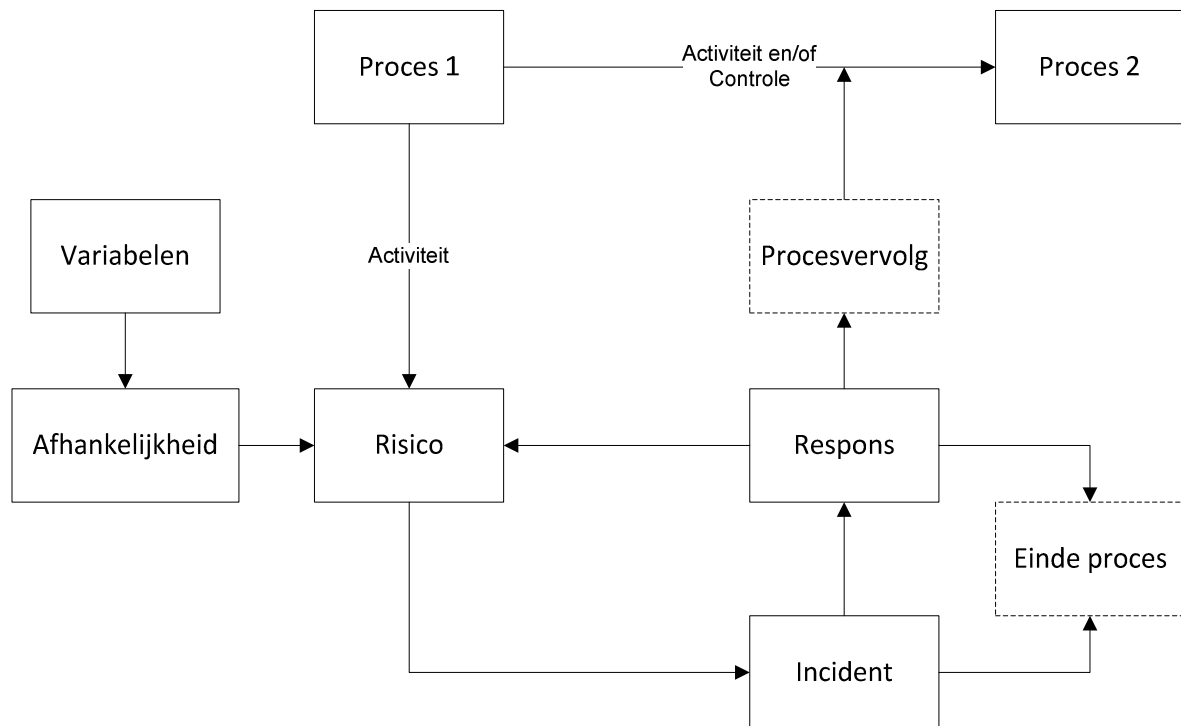 Proces 1
Activiteit en/of
Controle
Proces 2
Variabelen
Activiteit
Procesvervolg
Afhankelijkheid
Risico
Respons
Einde proces
Incident